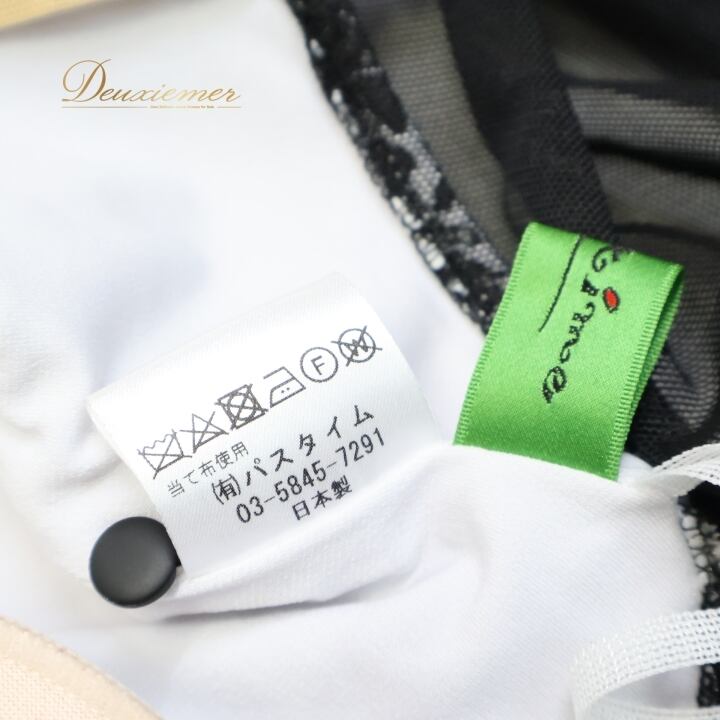 Deuxiemer
F
W
当て布使用
(有)パスタイム
03-5845-7291
日本製